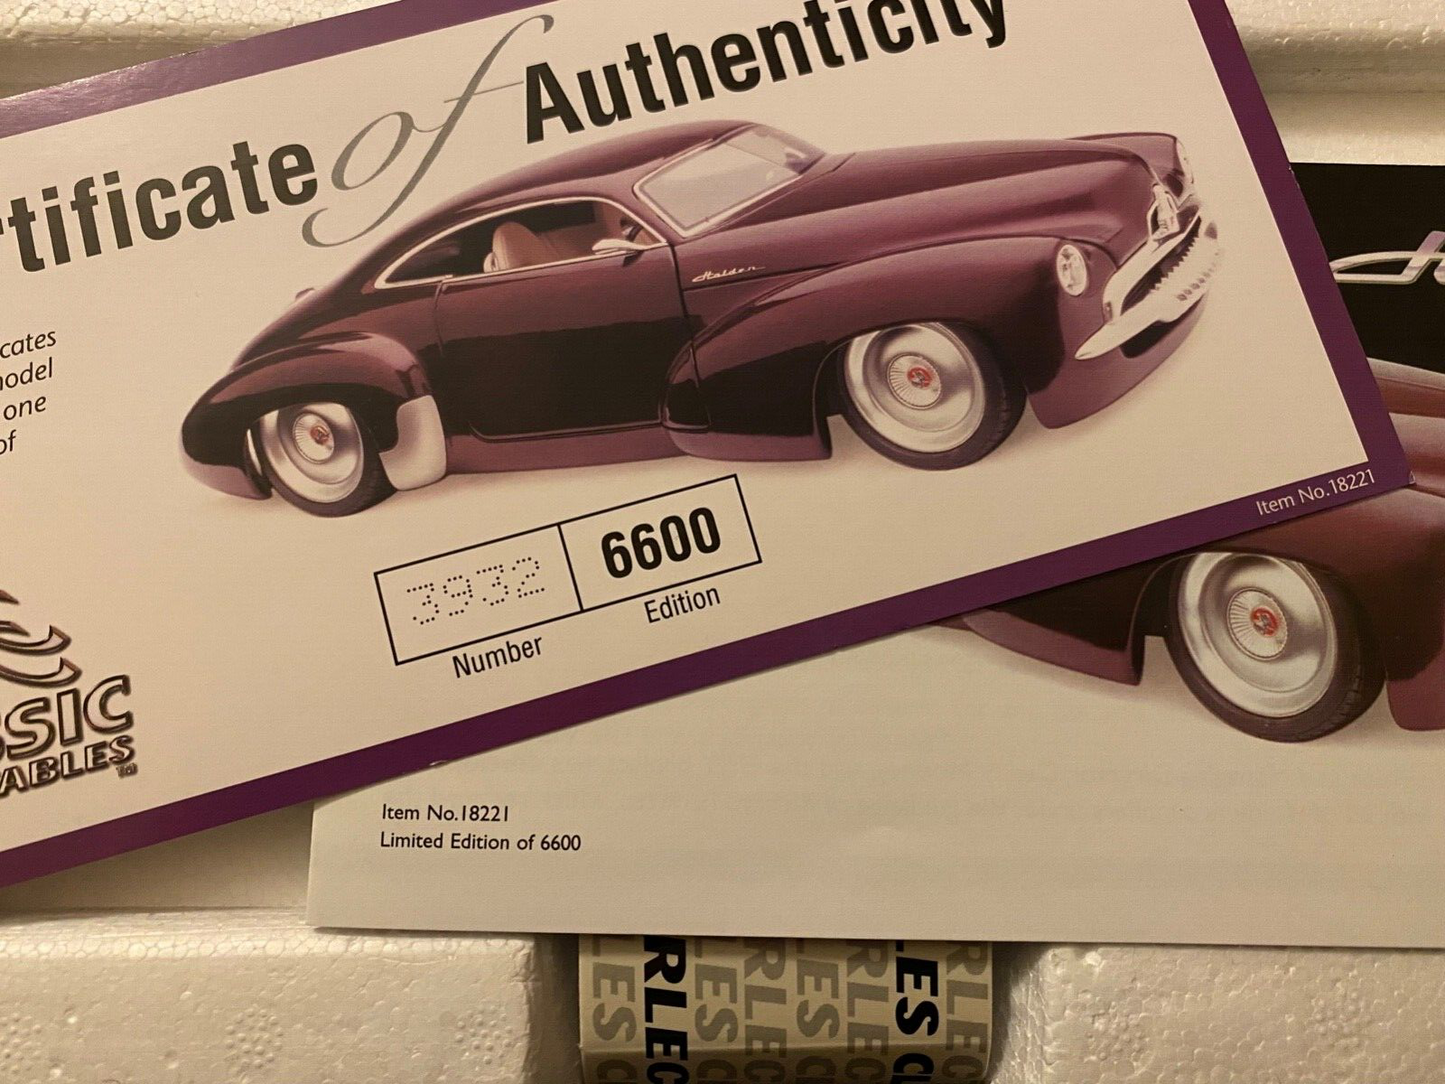 rtificate of Authenticity
Holden
cates
model
one
of
3932 6600
Number Edition
Item No.18221
SSIC
ABLES™
Item No.18221
Limited Edition of 6600